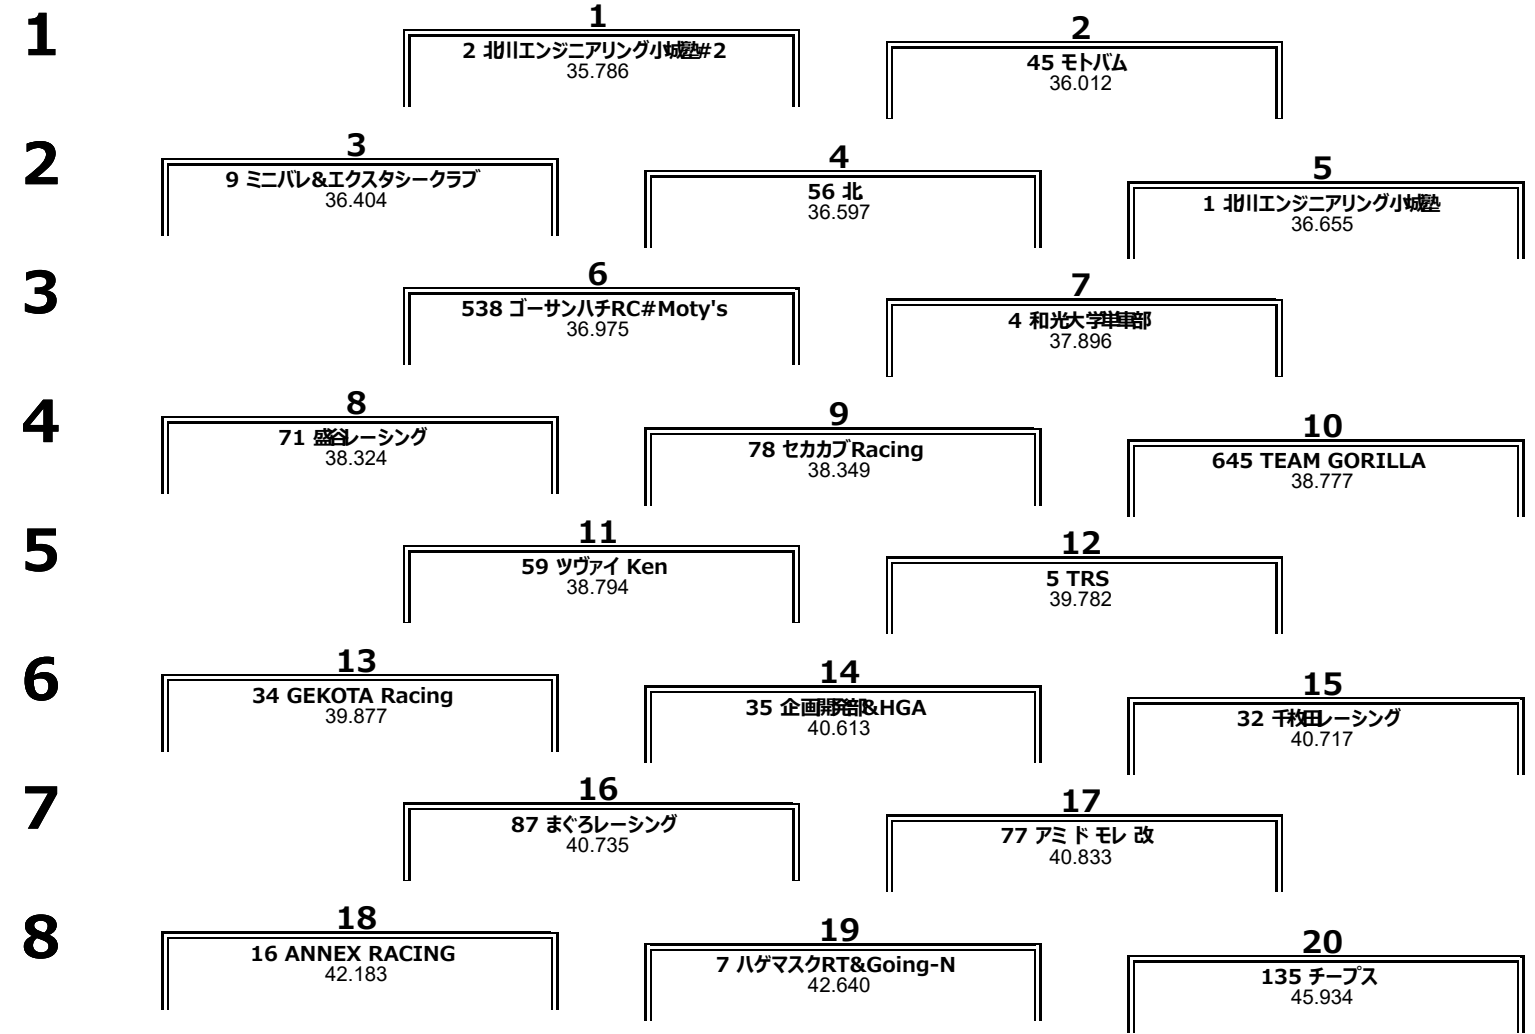 1
1
2 北川エンジニアリング小城塾#2
35.786
2
45 モトバム
36.012
2
3
9 ミニバレ&エクスタシークラブ
36.404
4
56 北
36.597
5
1 北川エンジニアリング小城塾
36.655
3
6
538 ゴーサンハチRC#Moty's
36.975
7
4 和光大学単車部
37.896
4
8
71 盛谷レーシング
38.324
9
78 セカカブRacing
38.349
10
645 TEAM GORILLA
38.777
5
11
59 ツヴァイ Ken
38.794
12
5 TRS
39.782
6
13
34 GEKOTA Racing
39.877
14
35 企画開発部&HGA
40.613
15
32 千枚田レーシング
40.717
7
16
87 まぐろレーシング
40.735
17
77 アミ ド モレ 改
40.833
8
18
16 ANNEX RACING
42.183
19
7 ハゲマスクRT&Going-N
42.640
20
135 チープス
45.934